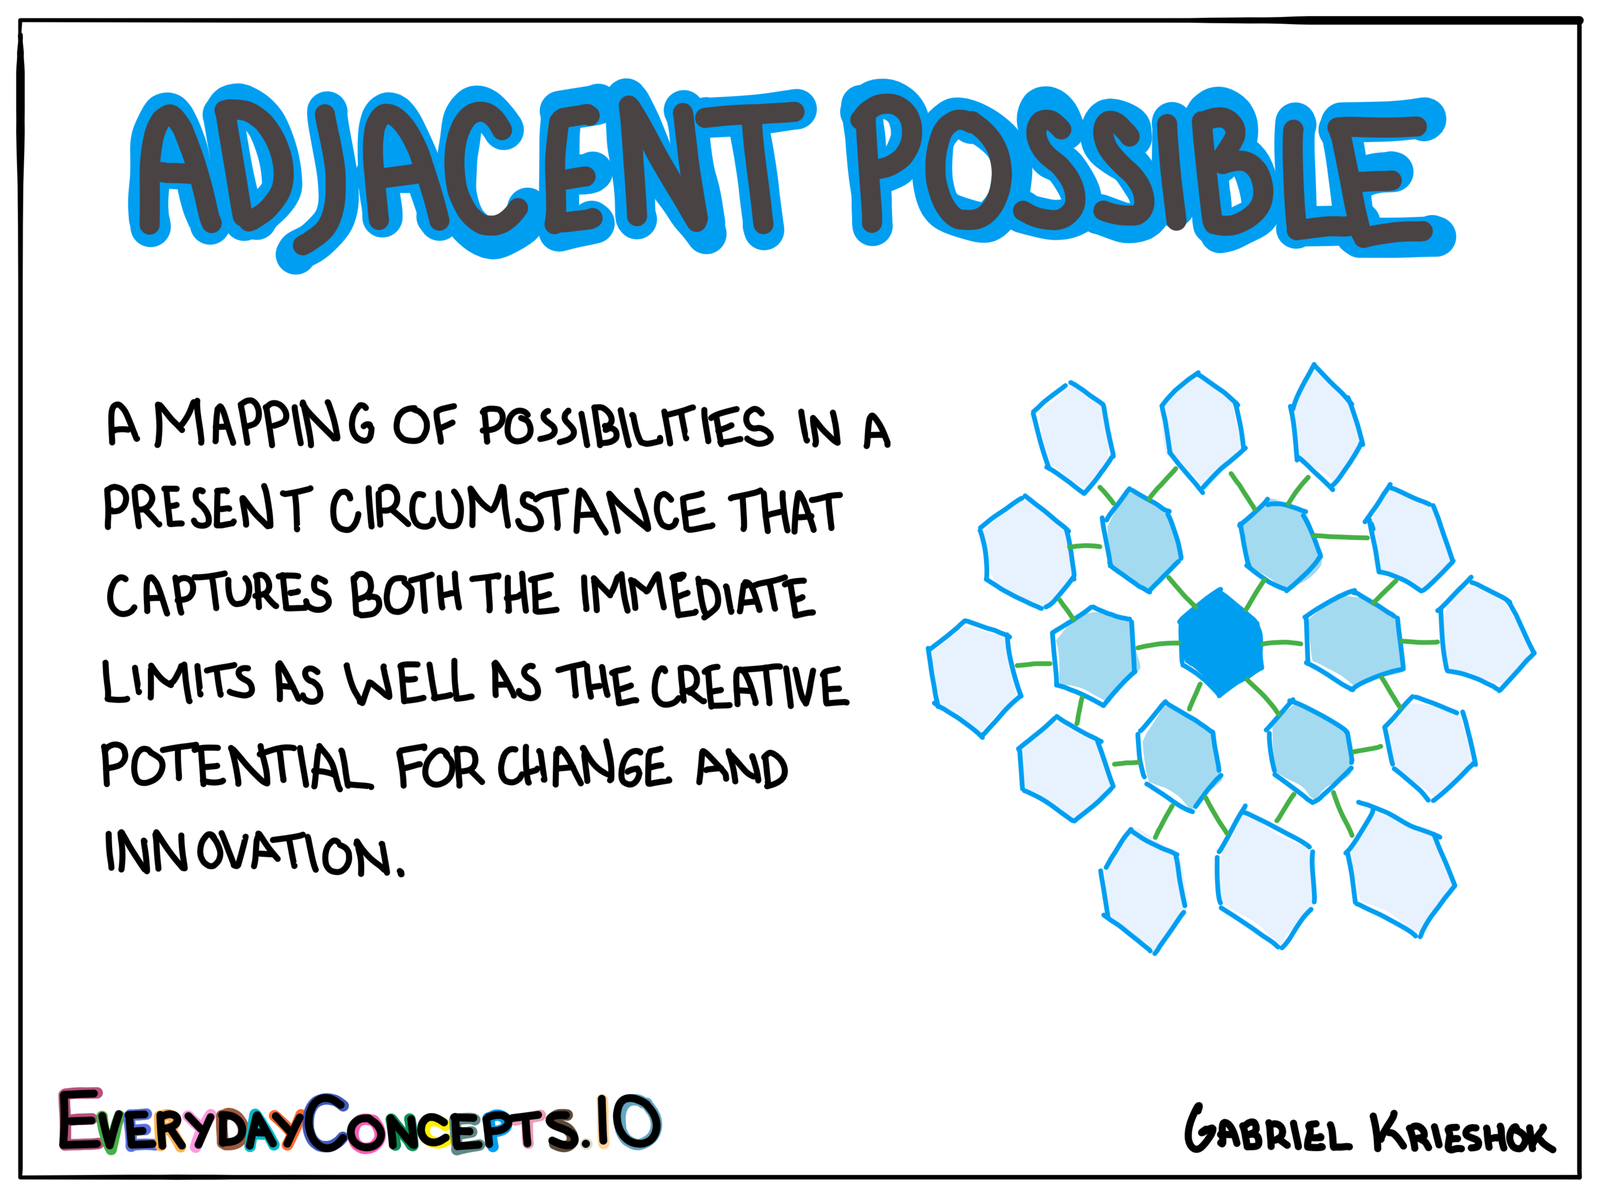 ADJACENT POSSIBLE
A MAPPING OF POSSIBILITIES IN A
PRESENT CIRCUMSTANCE THAT
CAPTURES BOTH THE IMMEDIATE
LIMITS AS WELL AS THE CREATIVE
POTENTIAL FOR CHANGE AND
INNOVATION.
EVERYDAYCONCEPTS.IO
GABRIEL KRIESHOK